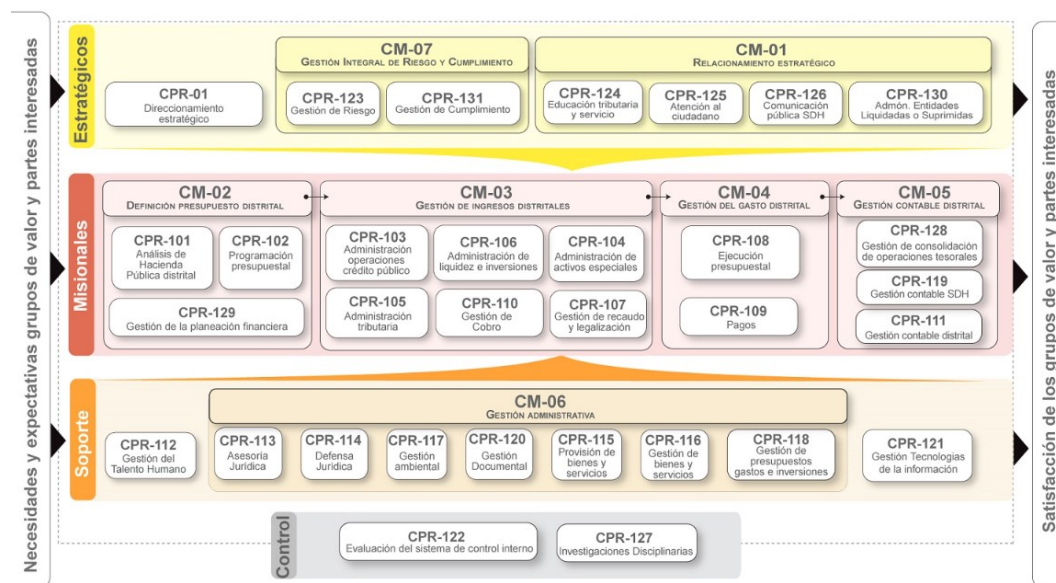 Necesidades y expectativas grupos de valor y partes interesadas
Estratégicos
CPR-01
Direccionamiento
estratégico
CM-07
Gestión Integral de Riesgo y Cumplimiento
CPR-123
Gestión de Riesgo
CPR-131
Gestión de Cumplimiento
CM-01
Relacionamiento estratégico
CPR-124
Educación tributaria
y servicio
CPR-125
Atención al
ciudadano
CPR-126
Comunicación
pública SDH
CPR-130
Admón. Entidades
Liquidadas o Suprimidas
Misionales
CM-02
Definición presupuesto distrital
CPR-101
Análisis de
Hacienda
Pública distrital
CPR-102
Programación
presupuestal
CPR-129
Gestión de la planeación financiera
CM-03
Gestión de ingresos distritales
CPR-103
Administración
operaciones
crédito público
CPR-106
Administración de
liquidez e inversiones
CPR-104
Administración de
activos especiales
CPR-105
Administración
tributaria
CPR-110
Gestión de
Cobro
CPR-107
Gestión de recaudo
y legalización
CM-04
Gestión del gasto distrital
CPR-108
Ejecución
presupuestal
CPR-109
Pagos
CM-05
Gestión contable distrital
CPR-128
Gestión de consolidación
de operaciones tesorales
CPR-119
Gestión contable SDH
CPR-111
Gestión contable distrital
Soporte
CPR-112
Gestión del
Talento Humano
CM-06
Gestión administrativa
CPR-113
Asesoría
Jurídica
CPR-114
Defensa
Jurídica
CPR-117
Gestión
ambiental
CPR-120
Gestión
Documental
CPR-115
Provisión de
bienes y
servicios
CPR-116
Gestión de
bienes y
servicios
CPR-118
Gestión de
presupuestos
gastos e inversiones
CPR-121
Gestión Tecnologías
de la información
Control
CPR-122
Evaluación del sistema de control interno
CPR-127
Investigaciones Disciplinarias
Satisfacción de los grupos de valor y partes interesadas